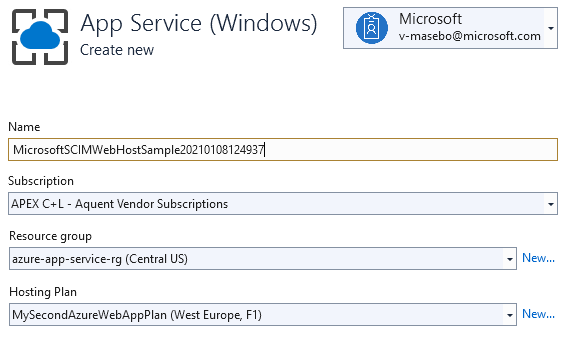 App Service (Windows)
Create new
Microsoft
v-masebo@microsoft.com
Name
MicrosoftSCIMWebHostSample20210108124937
Subscription
APEX C+L - Aquent Vendor Subscriptions
Resource group
azure-app-service-rg (Central US)
New...
Hosting Plan
MySecondAzureWebAppPlan (West Europe, F1)
New...